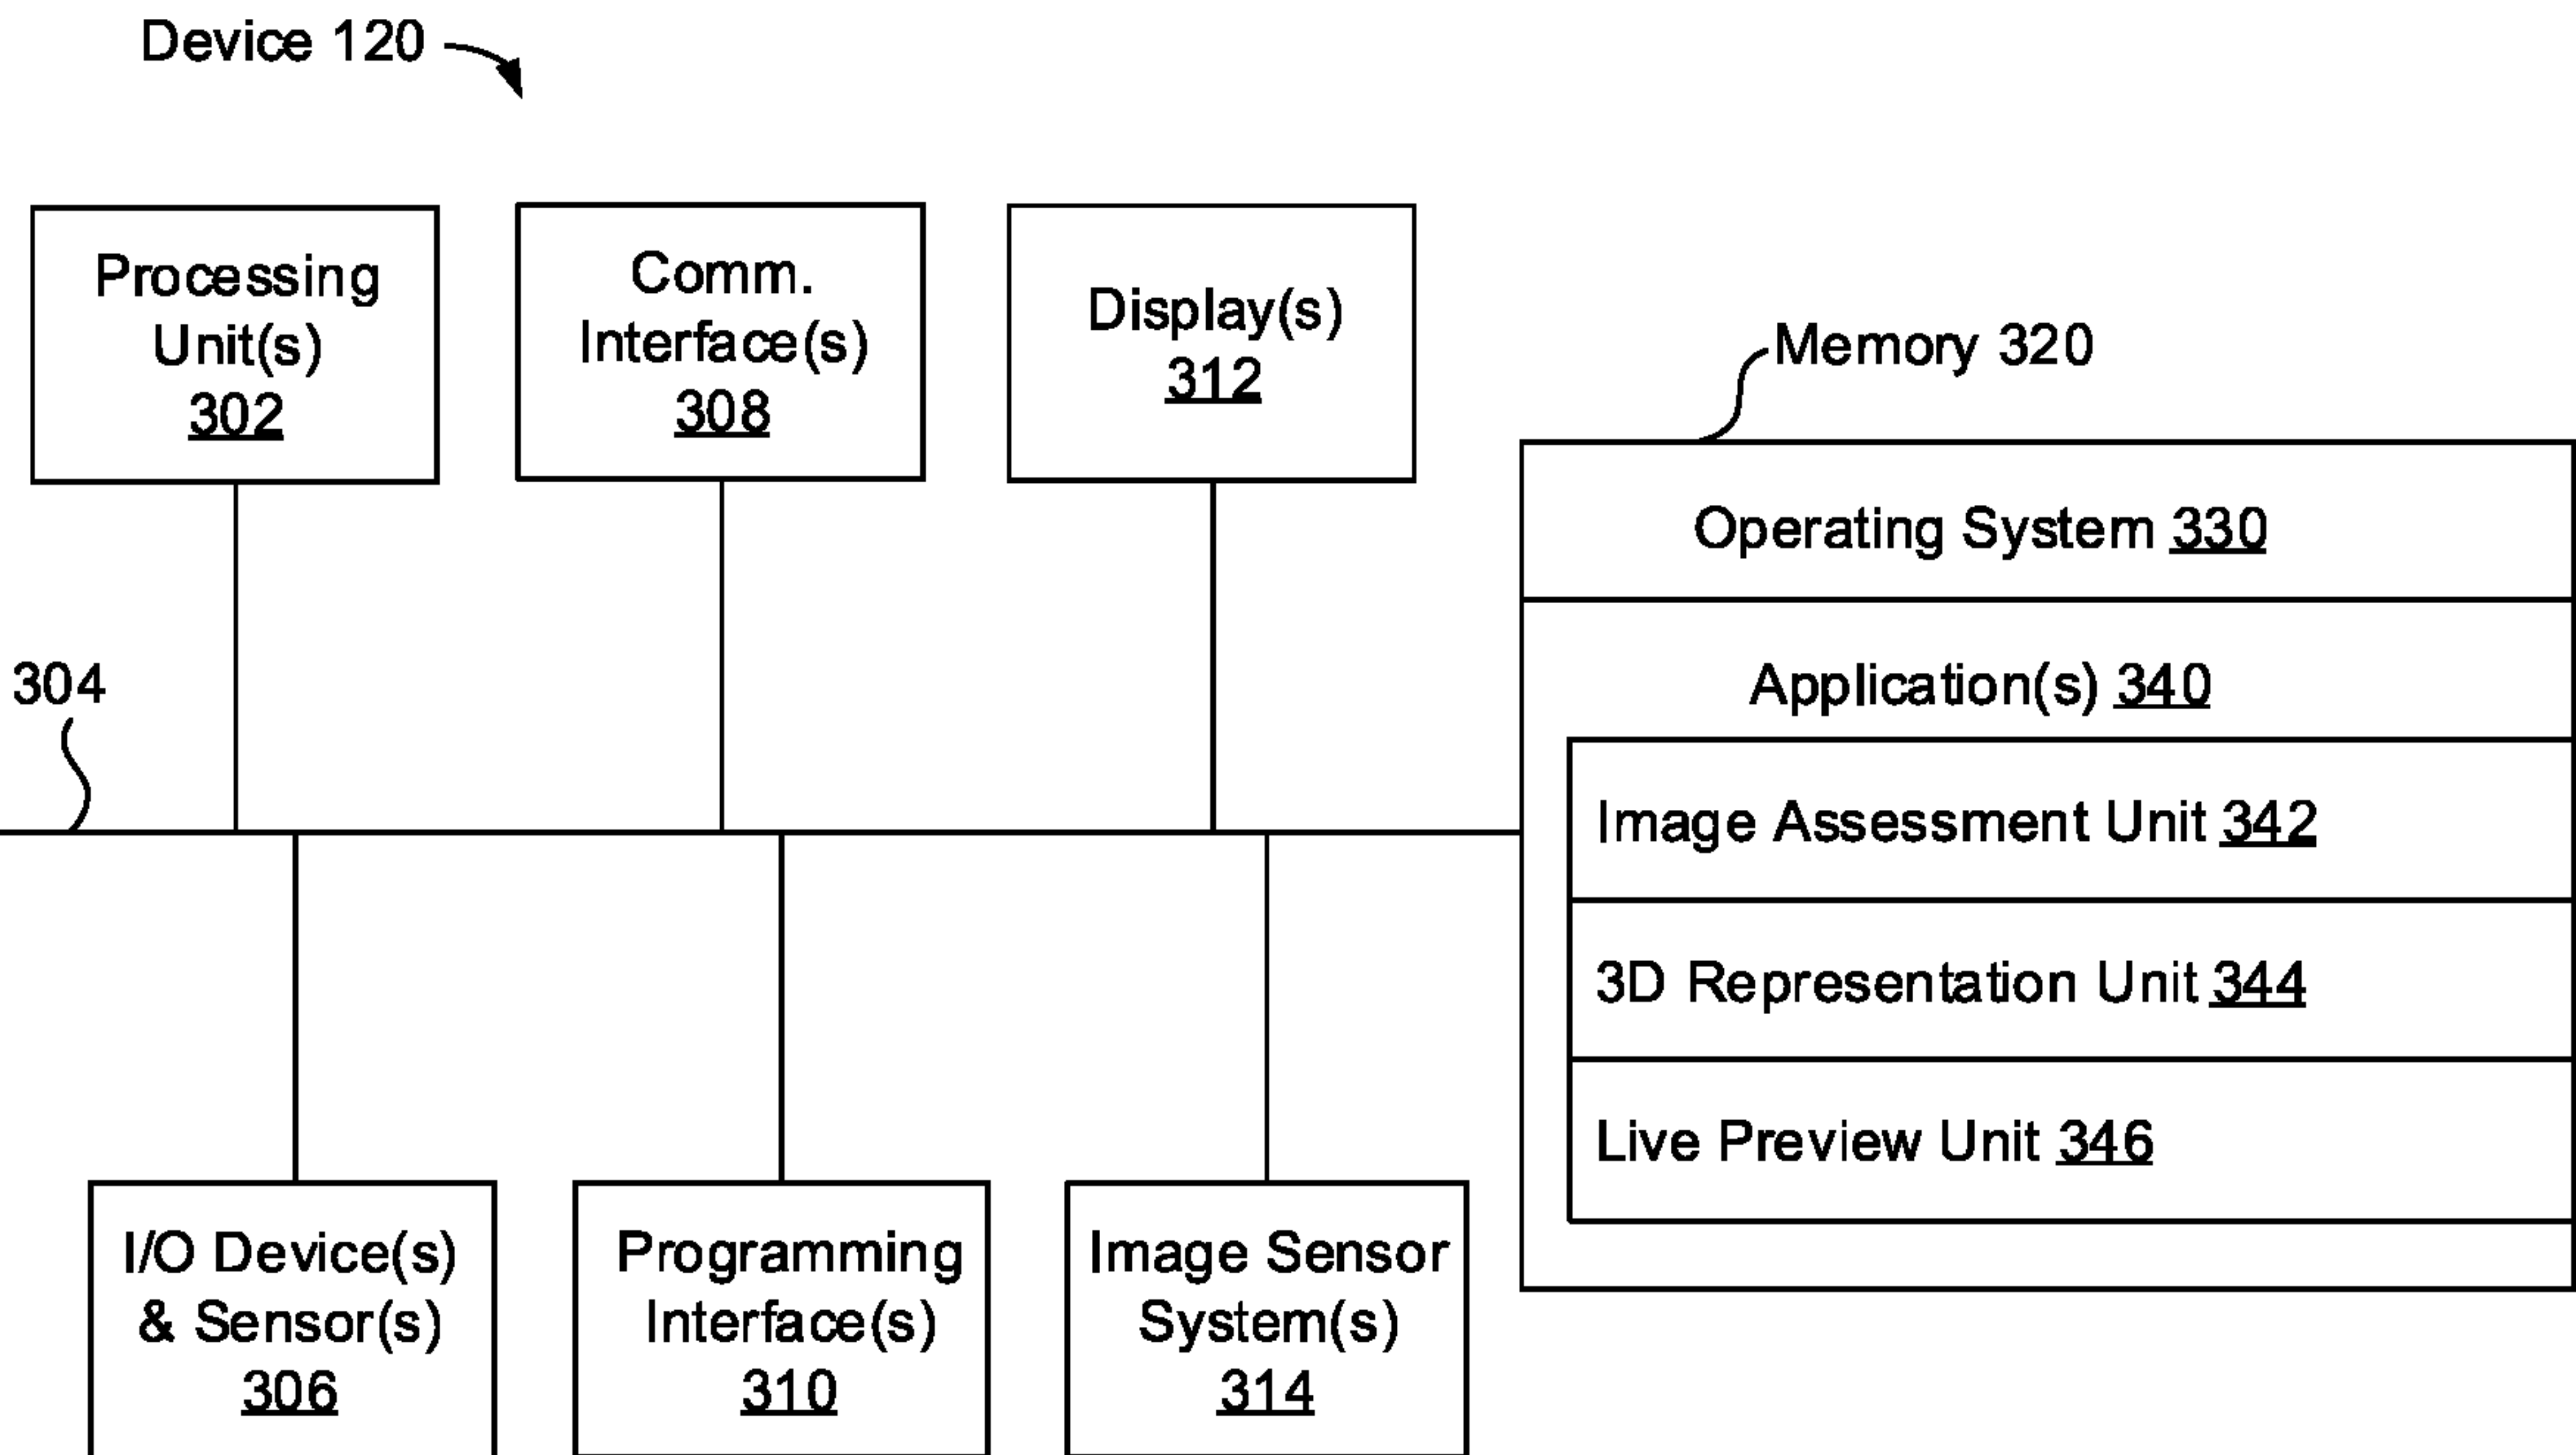 Device 120
Processing
Unit(s)
302
Comm.
Interface(s)
308
Display(s)
312
Memory 320
Operating System 330
Application(s) 340
Image Assessment Unit 342
3D Representation Unit 344
Live Preview Unit 346
304
I/O Device(s)
& Sensor(s)
306
Programming
Interface(s)
310
Image Sensor
System(s)
314